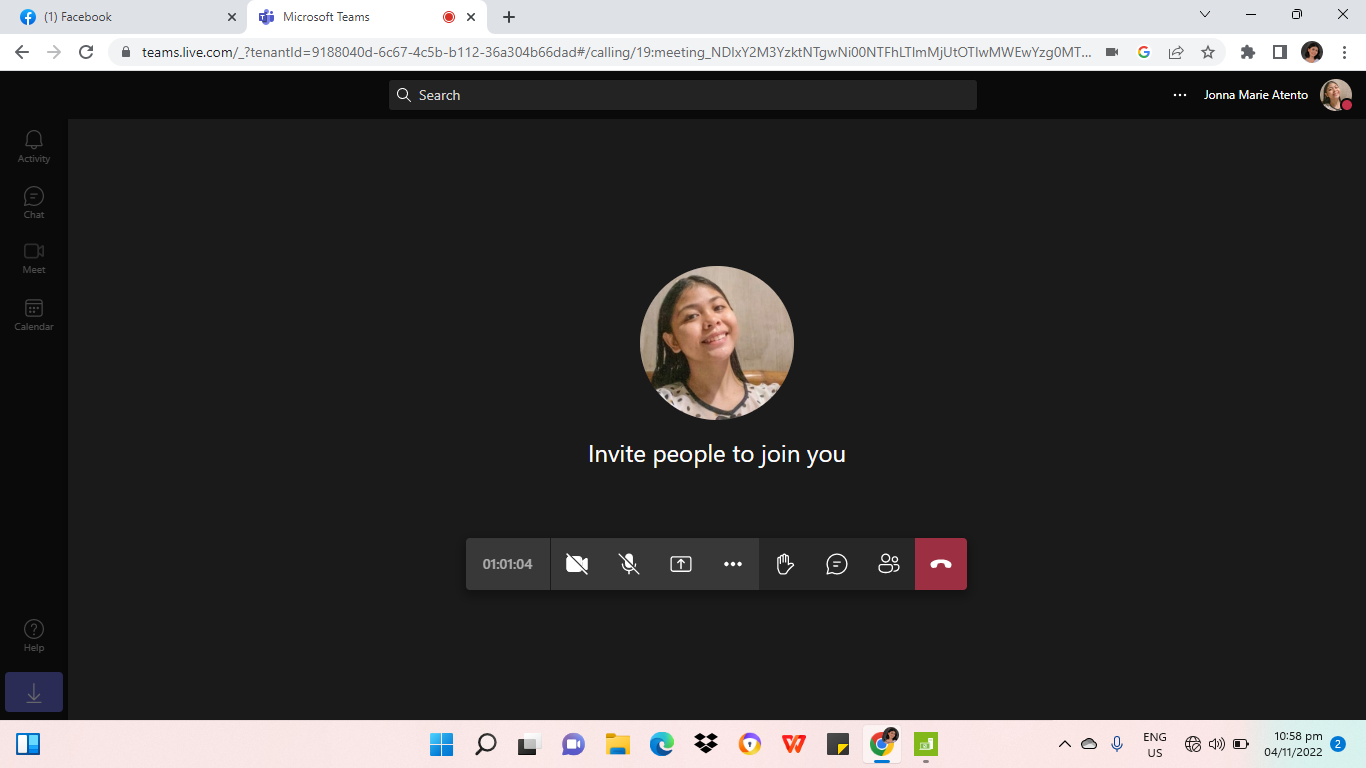 (1) Facebook
Microsoft Teams
teams.live.com/_?tenantId=9188040d-6c67-4c5b-b112-36a304b66dad#/calling/19:meeting_NDIxY2M3YzktNTgwNi00NTFhLTlmMjUtOTIwMWEwYzg0MT...
Search
Jonna Marie Atento
Activity
Chat
Meet
Calendar
Invite people to join you
01:01:04
Help
ENG
US
10:58 pm
04/11/2022
2